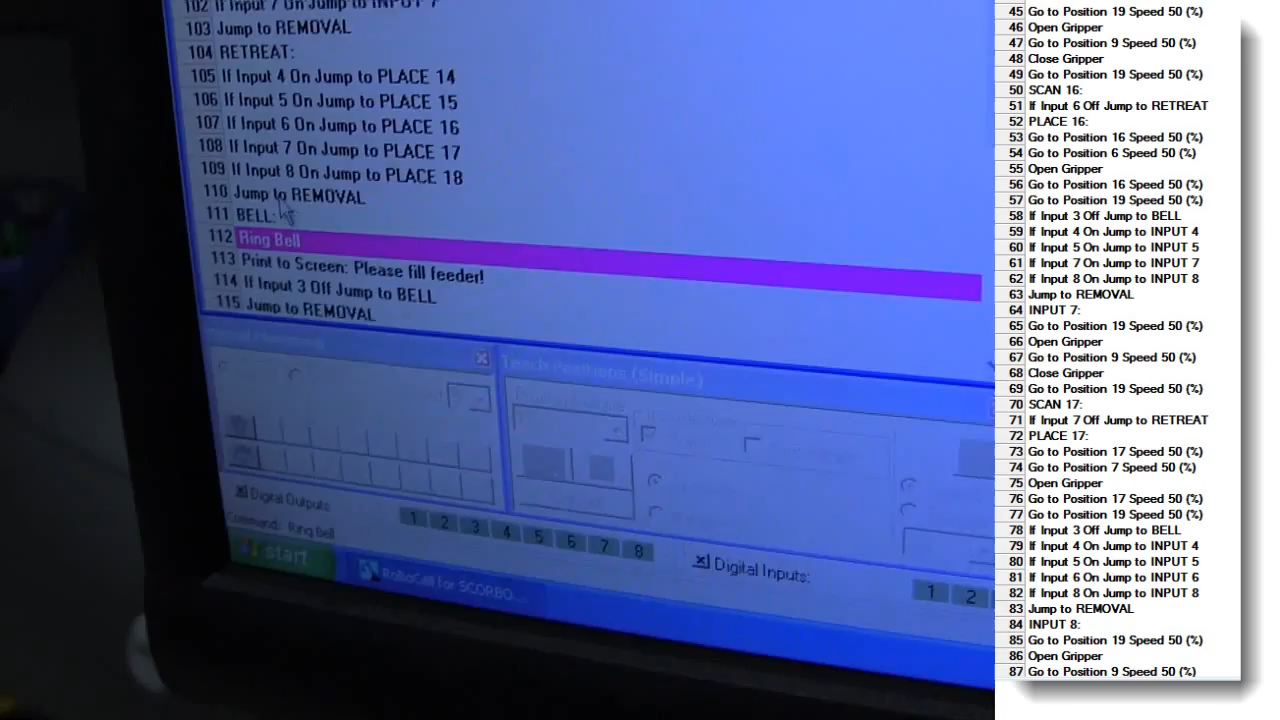 102 If Input 7 On Jump to INPUT 7
103 Jump to REMOVAL
104 RETREAT:
105 If Input 4 On Jump to PLACE 14
106 If Input 5 On Jump to PLACE 15
107 If Input 6 On Jump to PLACE 16
108 If Input 7 On Jump to PLACE 17
109 If Input 8 On Jump to PLACE 18
110 Jump to REMOVAL
111 BELL:
112 Ring Bell
113 Print to Screen: Please fill feeder!
114 If Input 3 Off Jump to BELL
115 Jump to REMOVAL
Teach Positions (Simple)
Digital Outputs
1 2 3 4 5 6 7 8
Digital Inputs:
1 2
Command: Ring Bell
start
RoboCell for SCORBO...
45 Go to Position 19 Speed 50 (%)
46 Open Gripper
47 Go to Position 9 Speed 50 (%)
48 Close Gripper
49 Go to Position 19 Speed 50 (%)
50 SCAN 16:
51 If Input 6 Off Jump to RETREAT
52 PLACE 16:
53 Go to Position 16 Speed 50 (%)
54 Go to Position 6 Speed 50 (%)
55 Open Gripper
56 Go to Position 16 Speed 50 (%)
57 Go to Position 19 Speed 50 (%)
58 If Input 3 Off Jump to BELL
59 If Input 4 On Jump to INPUT 4
60 If Input 5 On Jump to INPUT 5
61 If Input 7 On Jump to INPUT 7
62 If Input 8 On Jump to INPUT 8
63 Jump to REMOVAL
64 INPUT 7:
65 Go to Position 19 Speed 50 (%)
66 Open Gripper
67 Go to Position 9 Speed 50 (%)
68 Close Gripper
69 Go to Position 19 Speed 50 (%)
70 SCAN 17:
71 If Input 7 Off Jump to RETREAT
72 PLACE 17:
73 Go to Position 17 Speed 50 (%)
74 Go to Position 7 Speed 50 (%)
75 Open Gripper
76 Go to Position 17 Speed 50 (%)
77 Go to Position 19 Speed 50 (%)
78 If Input 3 Off Jump to BELL
79 If Input 4 On Jump to INPUT 4
80 If Input 5 On Jump to INPUT 5
81 If Input 6 On Jump to INPUT 6
82 If Input 8 On Jump to INPUT 8
83 Jump to REMOVAL
84 INPUT 8:
85 Go to Position 19 Speed 50 (%)
86 Open Gripper
87 Go to Position 9 Speed 50 (%)